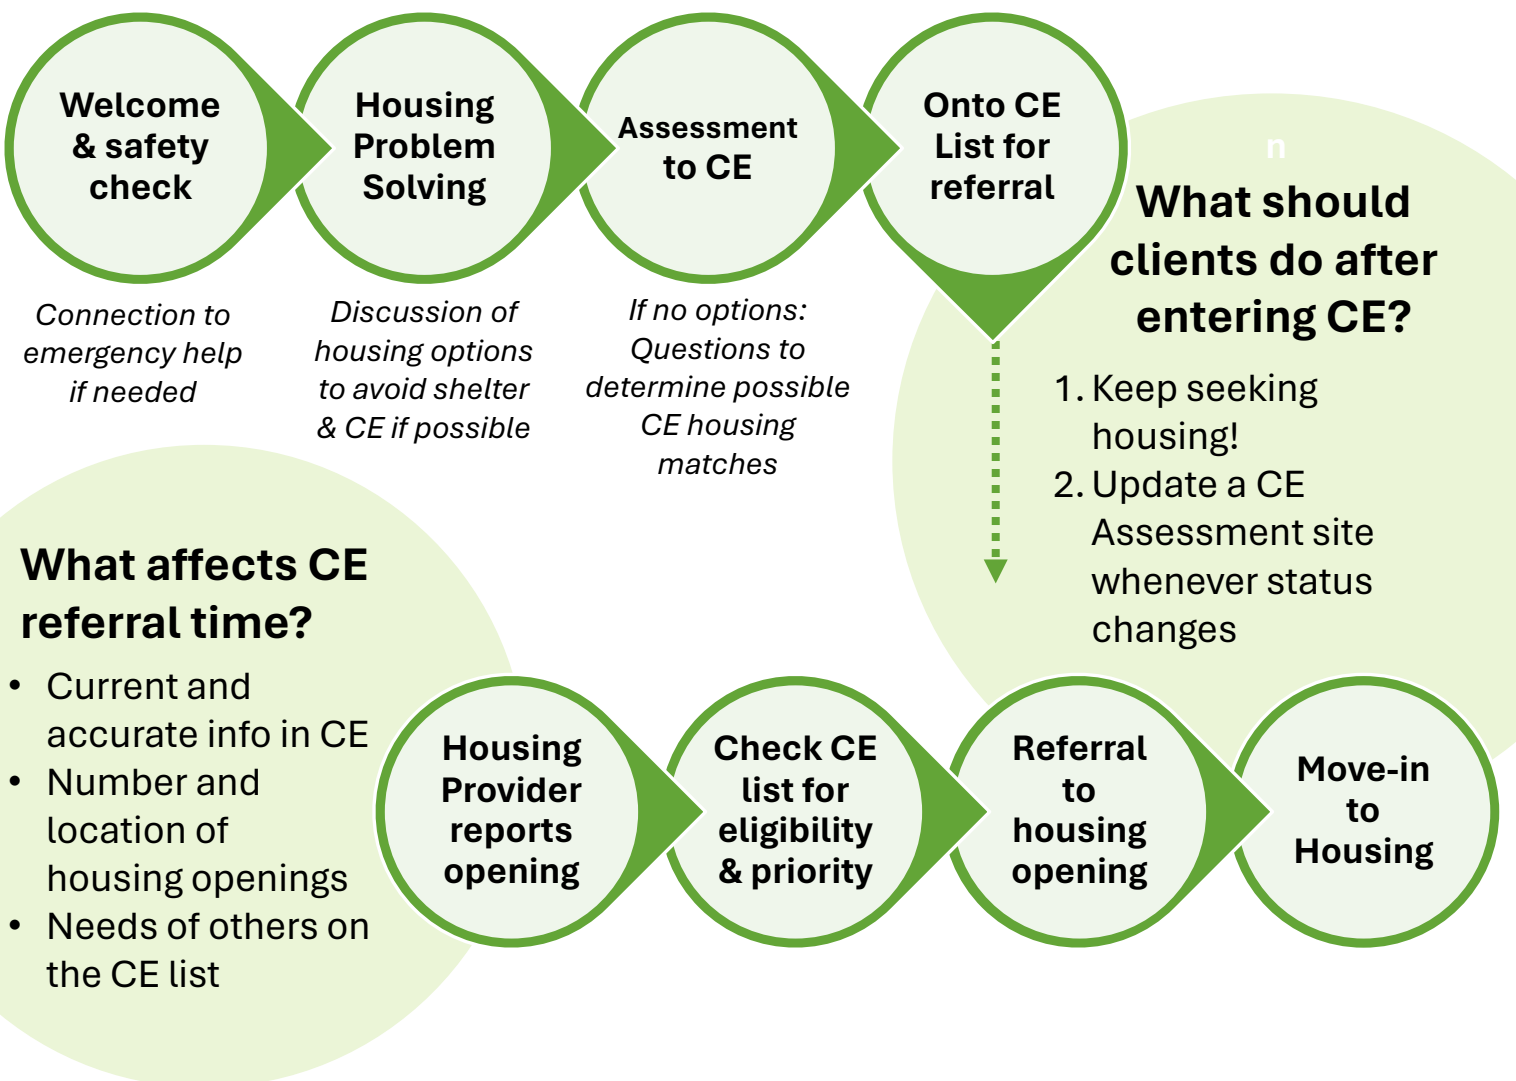 Welcome
& safety
check
Housing
Problem
Solving
Assessment
to CE
Onto CE
List for
referral
Connection to
emergency help
if needed
Discussion of
housing options
to avoid shelter
& CE if possible
If no options:
Questions to
determine possible
CE housing
matches
n
What should
clients do after
entering CE?
1. Keep seeking
housing!
2. Update a CE
Assessment site
whenever status
changes
What affects CE
referral time?
• Current and
accurate info in CE
• Number and
location of
housing openings
• Needs of others on
the CE list
Housing
Provider
reports
opening
Check CE
list for
eligibility
& priority
Referral
to
housing
opening
Move-in
to
Housing